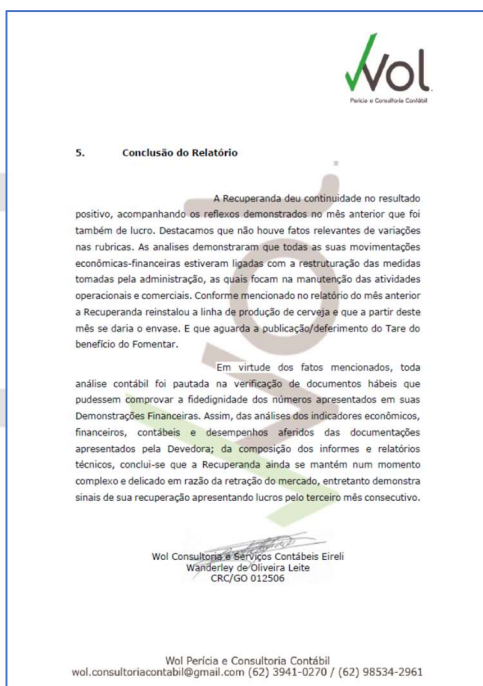 Wol
Perícia e Consultoria Contábil
5. Conclusão do Relatório
A Recuperanda deu continuidade no resultado
positivo, acompanhando os reflexos demonstrados no mês anterior que foi
também de lucro. Destacamos que não houve fatos relevantes de variações
nas rubricas. As analises demonstraram que todas as suas movimentações
econômicas-financeiras estiveram ligadas com a restruturação das medidas
tomadas pela administração, as quais focam na manutenção das atividades
operacionais e comerciais. Conforme mencionado no relatório do mês anterior
a Recuperanda reinstalou a linha de produção de cerveja e que a partir deste
mês se daria o envase. E que aguarda a publicação/deferimento do Tare do
benefício do Fomentar.
Em virtude dos fatos mencionados, toda
análise contábil foi pautada na verificação de documentos hábeis que
pudessem comprovar a fidedignidade dos números apresentados em suas
Demonstrações Financeiras. Assim, das análises dos indicadores econômicos,
financeiros, contábeis e desempenhos aferidos das documentações
apresentados pela Devedora; da composição dos informes e relatórios
técnicos, conclui-se que a Recuperanda ainda se mantém num momento
complexo e delicado em razão da retração do mercado, entretanto demonstra
sinais de sua recuperação apresentando lucros pelo terceiro mês consecutivo.
Wol Consultoria e Serviços Contábeis Eireli
Wanderley de Oliveira Leite
CRC/GO 012506
Wol Perícia e Consultoria Contábil
wol.consultoriacontabil@gmail.com (62) 3941-0270 / (62) 98534-2961